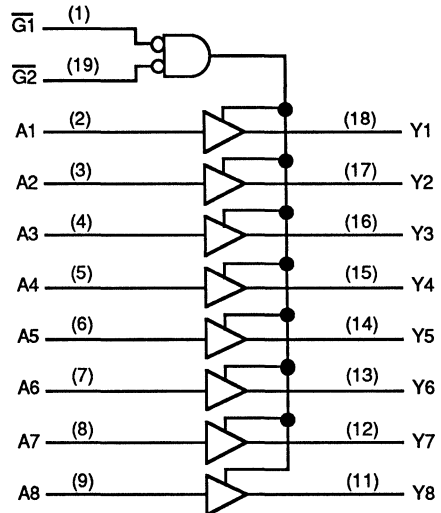 G1 (1)
G2 (19)
A1 (2) (18) Y1
A2 (3) (17) Y2
A3 (4) (16) Y3
A4 (5) (15) Y4
A5 (6) (14) Y5
A6 (7) (13) Y6
A7 (8) (12) Y7
A8 (9) (11) Y8